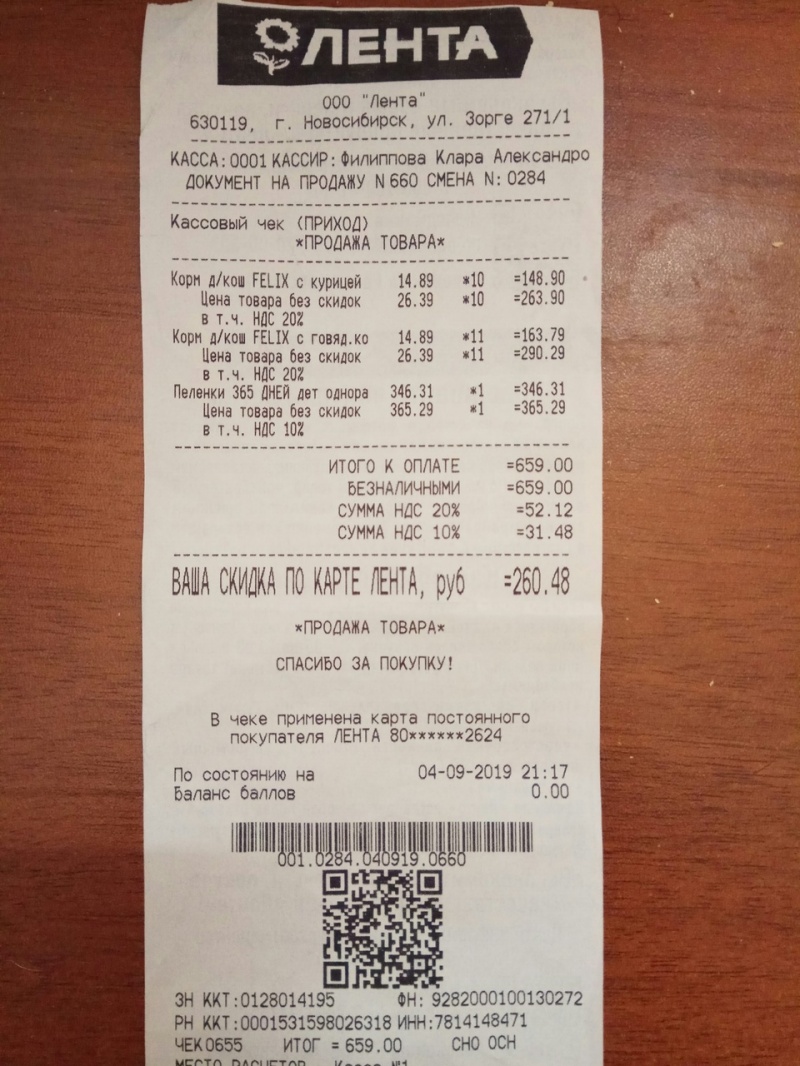 ЛЕНТА
ООО "Лента"
630119, г. Новосибирск, ул. Зорге 271/1
КАССА:0001 КАССИР: Филиппова Клара Александро
ДОКУМЕНТ НА ПРОДАЖУ N 660 СМЕНА N: 0284
Кассовый чек (ПРИХОД)
*ПРОДАЖА ТОВАРА*
Корм д/кош FELIX с курицей 14.89 *10 =148.90
Цена товара без скидок 26.39 *10 =263.90
в т.ч. НДС 20%
Корм д/кош FELIX с говяд.ко 14.89 *11 =163.79
Цена товара без скидок 26.39 *11 =290.29
в т.ч. НДС 20%
Пеленки 365 ДНЕЙ дет однора 346.31 *1 =346.31
Цена товара без скидок 365.29 *1 =365.29
в т.ч. НДС 10%
ИТОГО К ОПЛАТЕ =659.00
БЕЗНАЛИЧНЫМИ =659.00
СУММА НДС 20% =52.12
СУММА НДС 10% =31.48
ВАША СКИДКА ПО КАРТЕ ЛЕНТА, руб =260.48
*ПРОДАЖА ТОВАРА*
СПАСИБО ЗА ПОКУПКУ!
В чеке применена карта постоянного
покупателя ЛЕНТА 80******2624
По состоянию на 04-09-2019 21:17
Баланс баллов 0.00
001.0284.040919.0660
ЗН ККТ:0128014195 ФН: 9282000100130272
РН ККТ:0001531598026318 ИНН:7814148471
ЧЕК 0655 ИТОГ = 659.00 СНО ОСН
МЕСТО РАСЧЕТОВ Касса №1